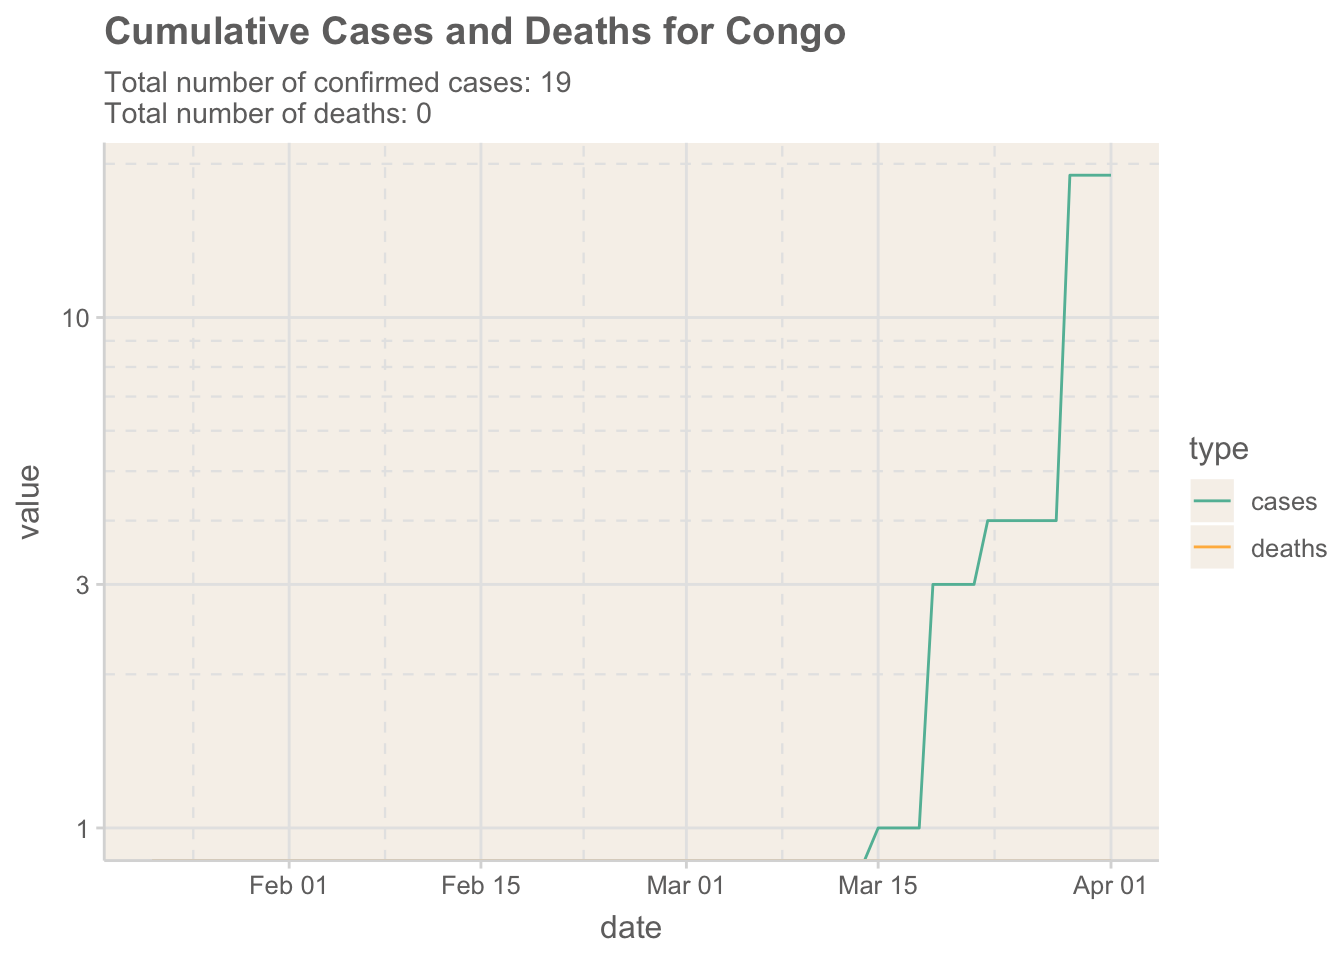 Cumulative Cases and Deaths for Congo
Total number of confirmed cases: 19
Total number of deaths: 0
value
10
3
1
Feb 01
Feb 15
Mar 01
Mar 15
Apr 01
date
type
cases
deaths